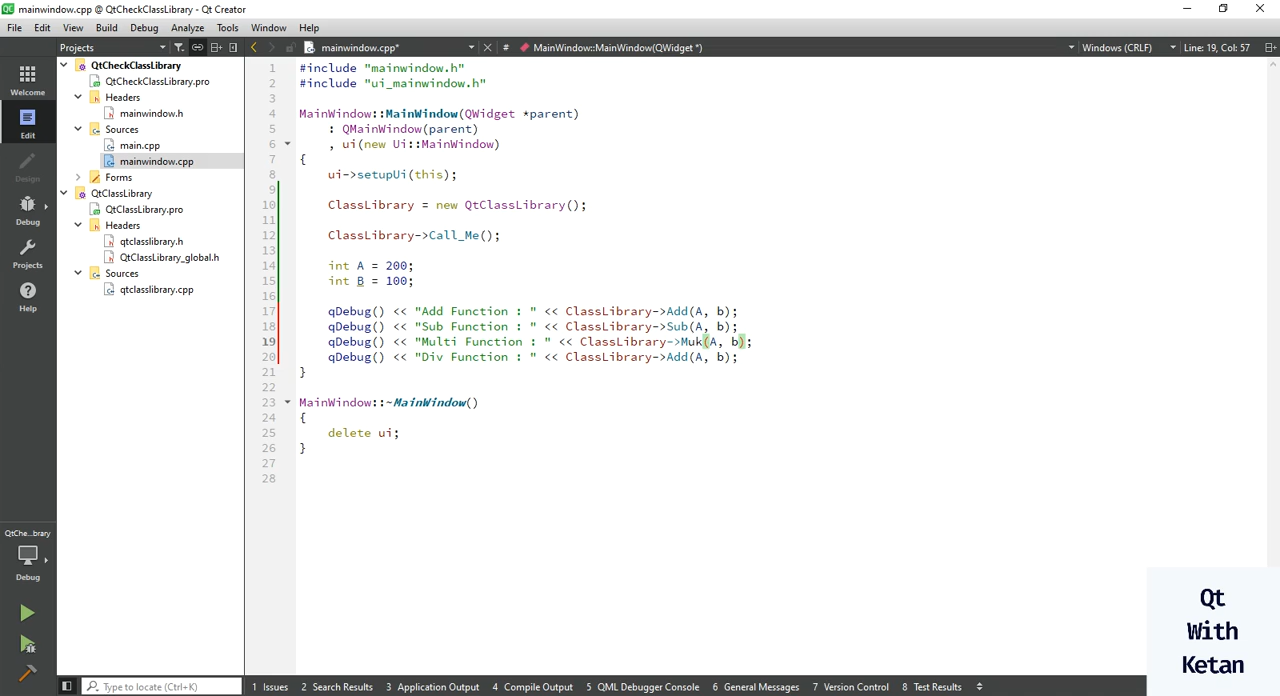 mainwindow.cpp @ QtCheckClassLibrary - Qt Creator
File Edit View Build Debug Analyze Tools Window Help
Projects
mainwindow.cpp*
# MainWindow::MainWindow(QWidget *)
Windows (CRLF)
Line: 19, Col: 57
Welcome
Edit
Design
Debug
Projects
Help
QtChe...brary
Debug
QtCheckClassLibrary
QtCheckClassLibrary.pro
Headers
mainwindow.h
Sources
main.cpp
mainwindow.cpp
Forms
QtClassLibrary
QtClassLibrary.pro
Headers
qtclasslibrary.h
QtClassLibrary_global.h
Sources
qtclasslibrary.cpp
1 #include "mainwindow.h"
2 #include "ui_mainwindow.h"
3
4 MainWindow::MainWindow(QWidget *parent)
5 : QMainWindow(parent)
6 , ui(new Ui::MainWindow)
7 {
8 ui->setupUi(this);
9
10 ClassLibrary = new QtClassLibrary();
11
12 ClassLibrary->Call_Me();
13
14 int A = 200;
15 int B = 100;
16
17 qDebug() << "Add Function : " << ClassLibrary->Add(A, b);
18 qDebug() << "Sub Function : " << ClassLibrary->Sub(A, b);
19 qDebug() << "Multi Function : " << ClassLibrary->Muk(A, b);
20 qDebug() << "Div Function : " << ClassLibrary->Add(A, b);
21 }
22
23 MainWindow::~MainWindow()
24 {
25 delete ui;
26 }
27
28
Qt
With
Ketan
Type to locate (Ctrl+K)
1 Issues 2 Search Results 3 Application Output 4 Compile Output 5 QML Debugger Console 6 General Messages 7 Version Control 8 Test Results